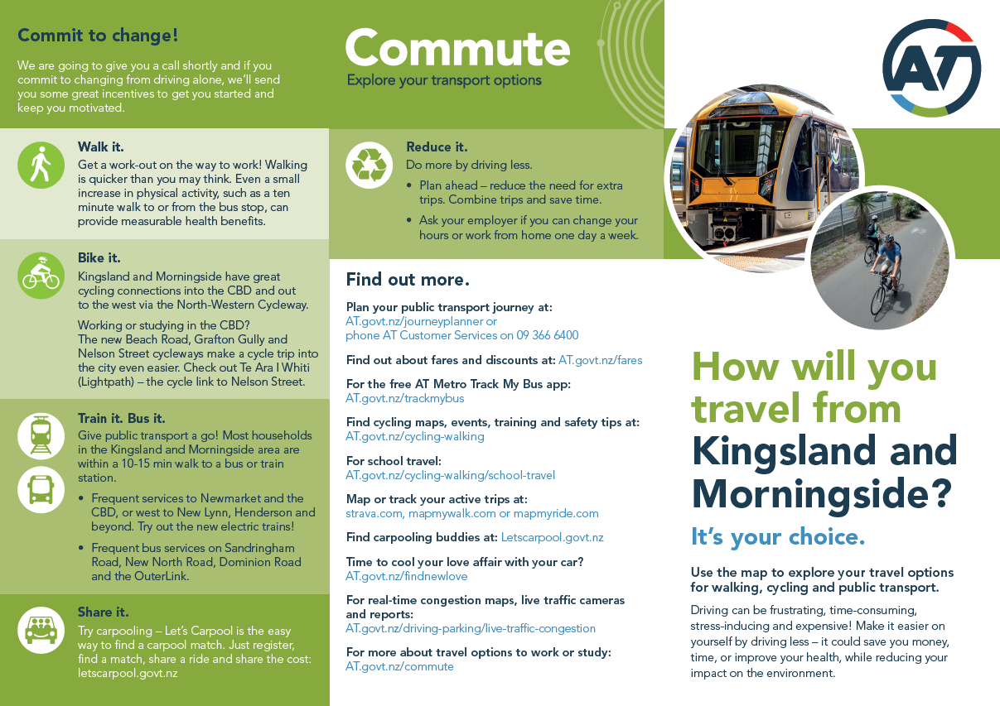 Commit to change!
We are going to give you a call shortly and if you
commit to changing from driving alone, we'll send
you some great incentives to get you started and
keep you motivated.
Walk it.
Get a work-out on the way to work! Walking
is quicker than you may think. Even a small
increase in physical activity, such as a ten
minute walk to or from the bus stop, can
provide measurable health benefits.
Bike it.
Kingsland and Morningside have great
cycling connections into the CBD and out
to the west via the North-Western Cycleway.
Working or studying in the CBD?
The new Beach Road, Grafton Gully and
Nelson Street cycleways make a cycle trip into
the city even easier. Check out Te Ara I Whiti
(Lightpath) – the cycle link to Nelson Street.
Train it. Bus it.
Give public transport a go! Most households
in the Kingsland and Morningside area are
within a 10-15 min walk to a bus or train
station.
• Frequent services to Newmarket and the
CBD, or west to New Lynn, Henderson and
beyond. Try out the new electric trains!
• Frequent bus services on Sandringham
Road, New North Road, Dominion Road
and the OuterLink.
Share it.
Try carpooling – Let's Carpool is the easy
way to find a carpool match. Just register,
find a match, share a ride and share the cost:
letscarpool.govt.nz
Commute
Explore your transport options
Reduce it.
Do more by driving less.
• Plan ahead – reduce the need for extra
trips. Combine trips and save time.
• Ask your employer if you can change your
hours or work from home one day a week.
Find out more.
Plan your public transport journey at:
AT.govt.nz/journeyplanner or
phone AT Customer Services on 09 366 6400
Find out about fares and discounts at: AT.govt.nz/fares
For the free AT Metro Track My Bus app:
AT.govt.nz/trackmybus
Find cycling maps, events, training and safety tips at:
AT.govt.nz/cycling-walking
For school travel:
AT.govt.nz/cycling-walking/school-travel
Map or track your active trips at:
strava.com, mapmywalk.com or mapmyride.com
Find carpooling buddies at: Letscarpool.govt.nz
Time to cool your love affair with your car?
AT.govt.nz/findnewlove
For real-time congestion maps, live traffic cameras
and reports:
AT.govt.nz/driving-parking/live-traffic-congestion
For more about travel options to work or study:
AT.govt.nz/commute
AT
How will you
travel from
Kingsland and
Morningside?
It's your choice.
Use the map to explore your travel options
for walking, cycling and public transport.
Driving can be frustrating, time-consuming,
stress-inducing and expensive! Make it easier on
yourself by driving less – it could save you money,
time, or improve your health, while reducing your
impact on the environment.